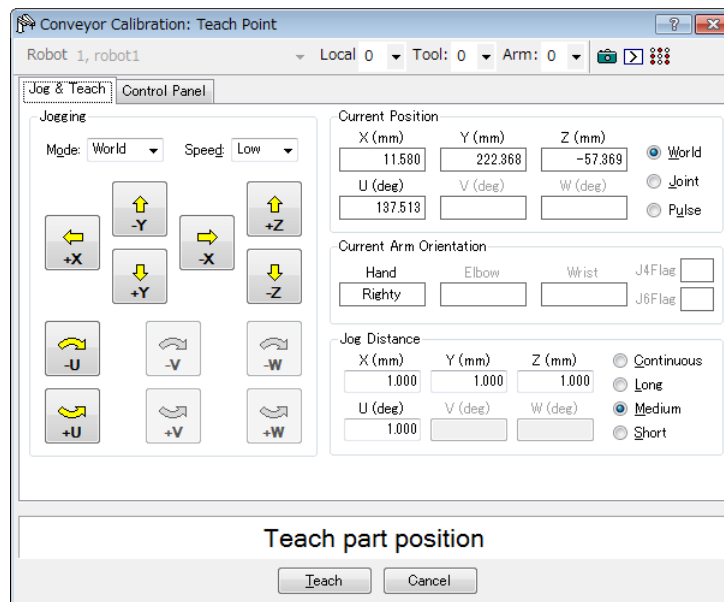 Conveyor Calibration: Teach Point
Robot 1, robot1 Local 0 Tool: 0 Arm: 0
Jog & Teach Control Panel
Jogging
Mode: World Speed: Low
+X
-Y
+Y
-X
+Z
-Z
-U -V -W
+U +V +W
Current Position
X (mm) Y (mm) Z (mm)
11.580 222.368 -57.369
U (deg) V (deg) W (deg)
137.513
World
Joint
Pulse
Current Arm Orientation
Hand Elbow Wrist J4Flag
Righty J6Flag
Jog Distance
X (mm) Y (mm) Z (mm)
1.000 1.000 1.000
U (deg) V (deg) W (deg)
1.000
Continuous
Long
Medium
Short
Teach part position
Teach Cancel